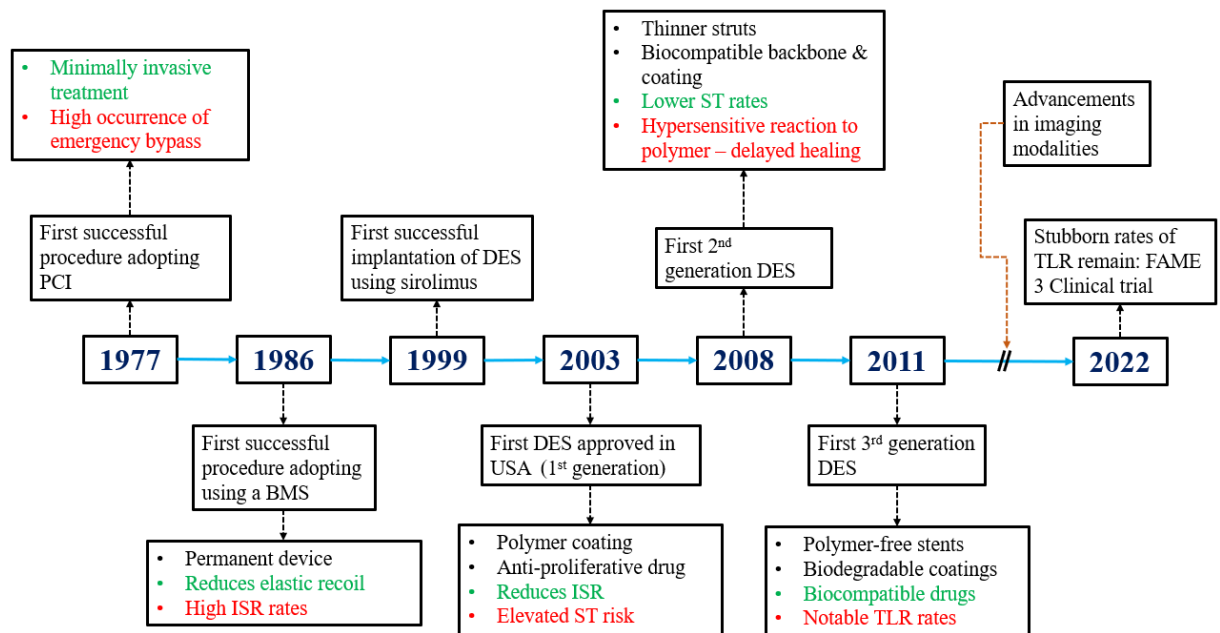 • Minimally invasive
treatment
• High occurrence of
emergency bypass
First successful
procedure adopting
PCI
First successful
implantation of DES
using sirolimus
• Thinner struts
• Biocompatible backbone &
coating
• Lower ST rates
• Hypersensitive reaction to
polymer – delayed healing
First 2nd
generation DES
Advancements
in imaging
modalities
Stubborn rates of
TLR remain: FAME
3 Clinical trial
1977
1986
1999
2003
2008
2011
2022
First successful
procedure adopting
using a BMS
• Permanent device
• Reduces elastic recoil
• High ISR rates
First DES approved in
USA (1st generation)
• Polymer coating
• Anti-proliferative drug
• Reduces ISR
• Elevated ST risk
First 3rd generation
DES
• Polymer-free stents
• Biodegradable coatings
• Biocompatible drugs
• Notable TLR rates